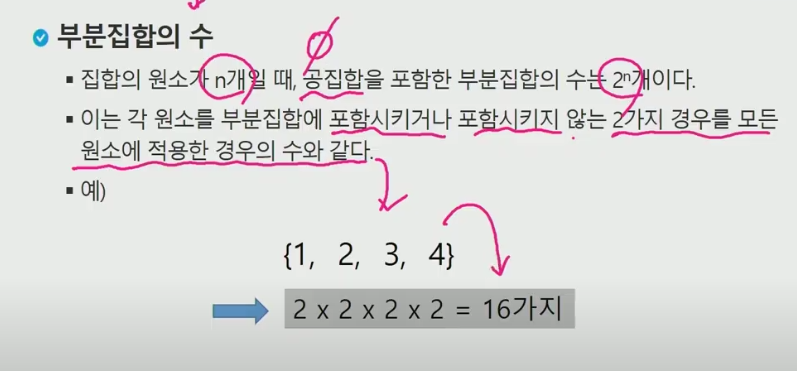 부분집합의 수
▪ 집합의 원소가 n개일 때, 공집합을 포함한 부분집합의 수는 2ⁿ개이다.
▪ 이는 각 원소를 부분집합에 포함시키거나 포함시키지 않는 2가지 경우를 모든
원소에 적용한 경우의 수와 같다.
▪ 예)
{1, 2, 3, 4}
2 x 2 x 2 x 2 = 16가지